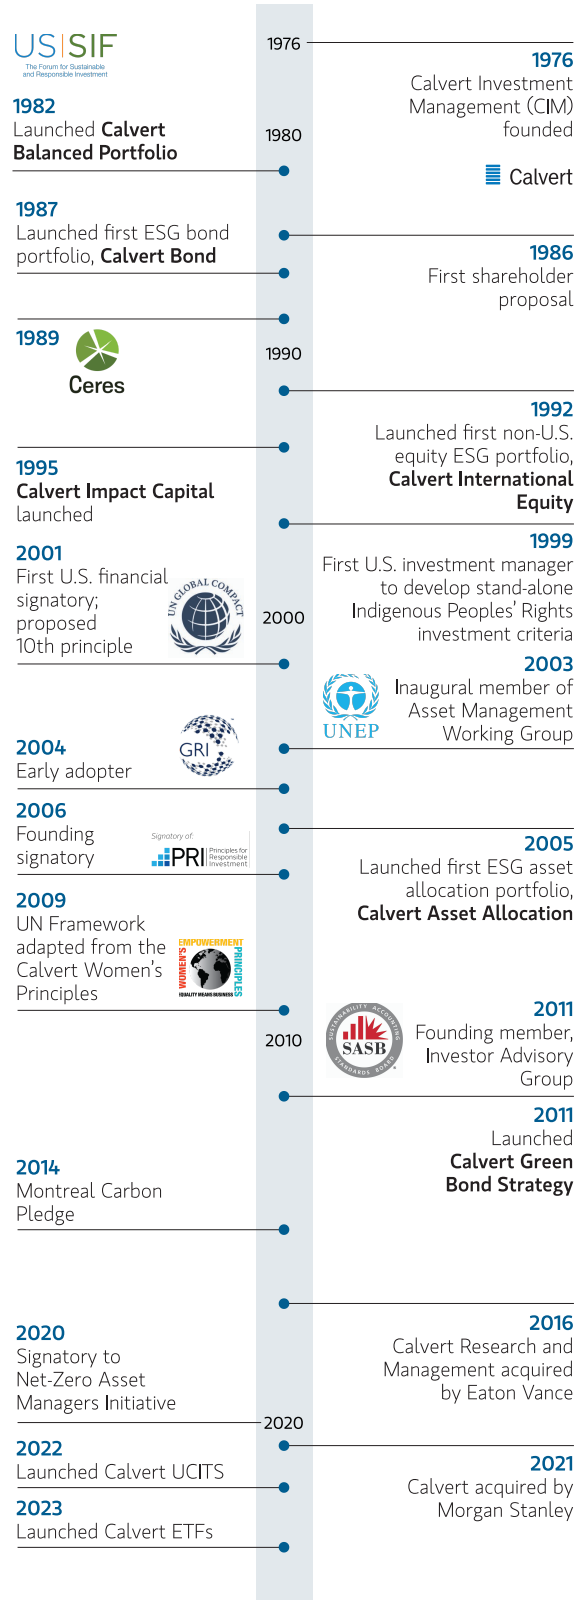 US|SIF
The Forum for Sustainable
and Responsible Investment
1976
1976
Calvert Investment
Management (CIM)
founded
Calvert
1982
Launched Calvert
Balanced Portfolio
1980
1987
Launched first ESG bond
portfolio, Calvert Bond
1986
First shareholder
proposal
1989
Ceres
1990
1992
Launched first non-U.S.
equity ESG portfolio,
Calvert International
Equity
1995
Calvert Impact Capital
launched
1999
First U.S. investment manager
to develop stand-alone
Indigenous Peoples' Rights
investment criteria
2001
First U.S. financial
signatory;
proposed
10th principle
UN GLOBAL COMPACT
2000
2003
Inaugural member of
Asset Management
Working Group
UNEP
2004
Early adopter
GRI
2006
Founding
signatory
Signatory of:
PRI Principles for
Responsible
Investment
2005
Launched first ESG asset
allocation portfolio,
Calvert Asset Allocation
2009
UN Framework
adapted from the
Calvert Women's
Principles
WOMEN'S
EMPOWERMENT
PRINCIPLES
EQUALITY MEANS BUSINESS
2010
2011
Founding member,
Investor Advisory
Group
SUSTAINABILITY ACCOUNTING
SASB
STANDARDS BOARD
2011
Launched
Calvert Green
Bond Strategy
2014
Montreal Carbon
Pledge
2016
Calvert Research and
Management acquired
by Eaton Vance
2020
Signatory to
Net-Zero Asset
Managers Initiative
2020
2021
Calvert acquired by
Morgan Stanley
2022
Launched Calvert UCITS
2023
Launched Calvert ETFs